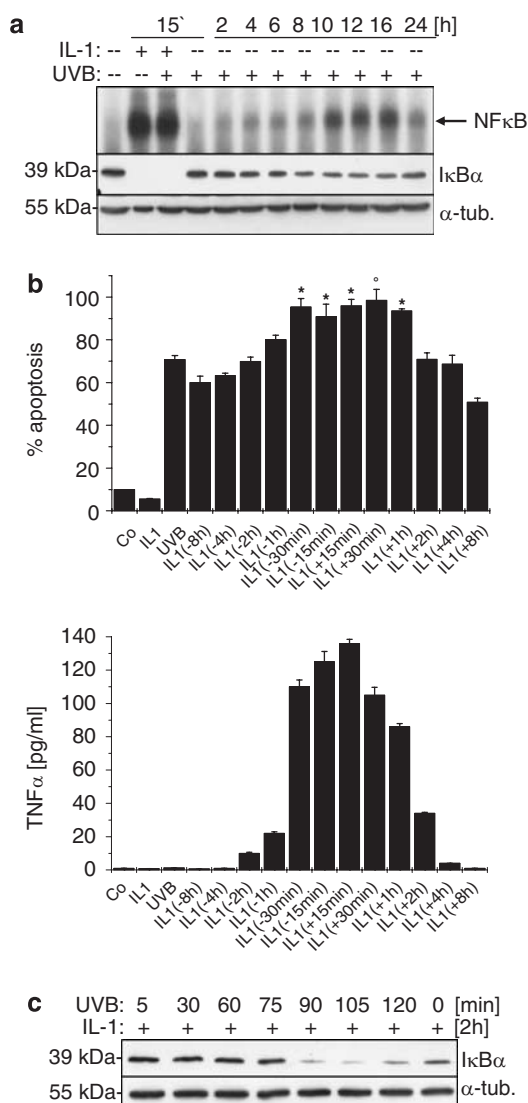 a
15` 2 4 6 8 10 12 16 24 [h]
IL-1: -- + + --
UVB: -- -- + + + + + + + + + +
NFκB
39 kDa- IκBα
55 kDa- α-tub.
b
% apoptosis
100
80
60
40
20
0
Co IL1 UVB IL1(-8h) IL1(-4h) IL1(-2h) IL1(-1h) IL1(-30min) IL1(-15min) IL1(+15min) IL1(+30min) IL1(+1h) IL1(+2h) IL1(+4h) IL1(+8h)
* * * ° *
TNFα [pg/ml]
140
120
100
80
60
40
20
0
Co IL1 UVB IL1(-8h) IL1(-4h) IL1(-2h) IL1(-1h) IL1(-30min) IL1(-15min) IL1(+15min) IL1(+30min) IL1(+1h) IL1(+2h) IL1(+4h) IL1(+8h)
c
UVB: 5 30 60 75 90 105 120 0 [min]
IL-1: + + + + + + + + [2h]
39 kDa- IκBα
55 kDa- α-tub.